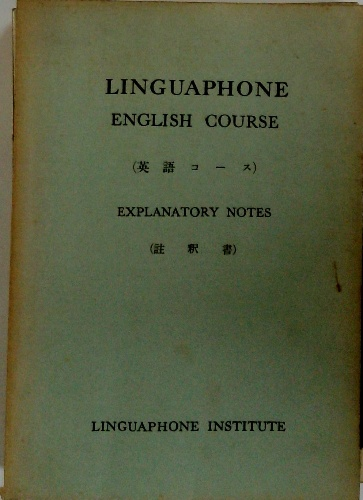 LINGUAPHONE
ENGLISH COURSE
(英語コース)
EXPLANATORY NOTES
(註釈書)
LINGUAPHONE INSTITUTE